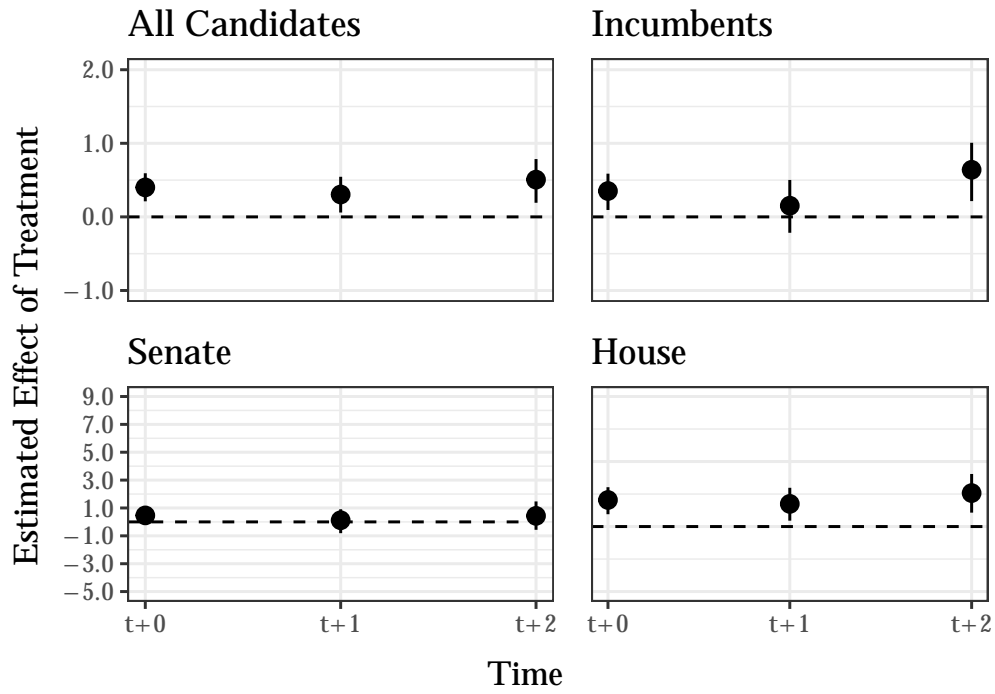 All Candidates
Incumbents
2.0
1.0
0.0
−1.0
Senate
House
9.0
7.0
5.0
3.0
1.0
−1.0
−3.0
−5.0
t+0 t+1 t+2 t+0 t+1 t+2
Time
Estimated Effect of Treatment